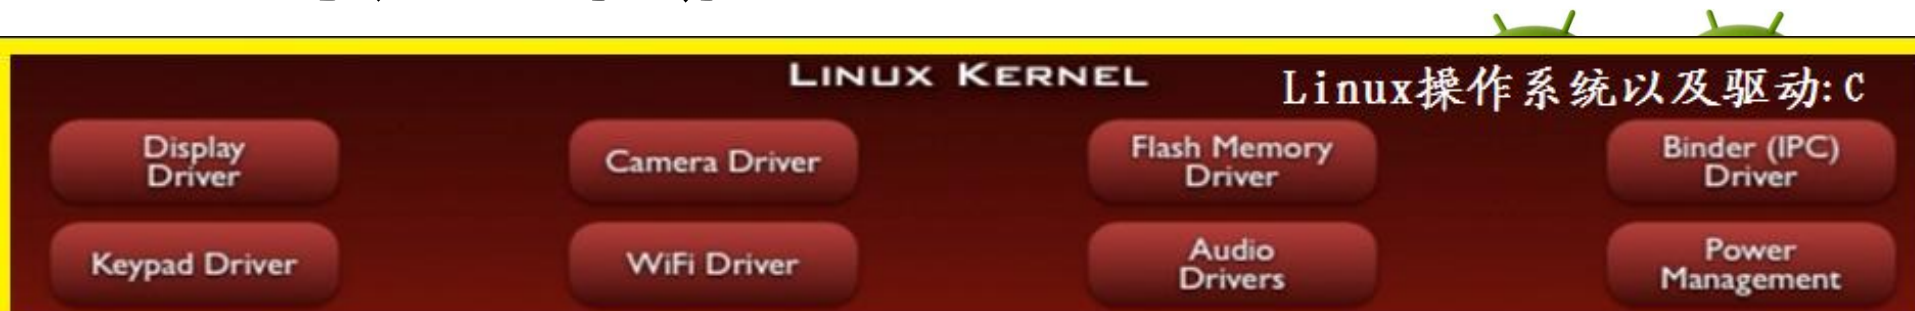 LINUX KERNEL
Linux操作系统以及驱动:C
Display
Driver
Camera Driver
Flash Memory
Driver
Binder (IPC)
Driver
Keypad Driver
WiFi Driver
Audio
Drivers
Power
Management